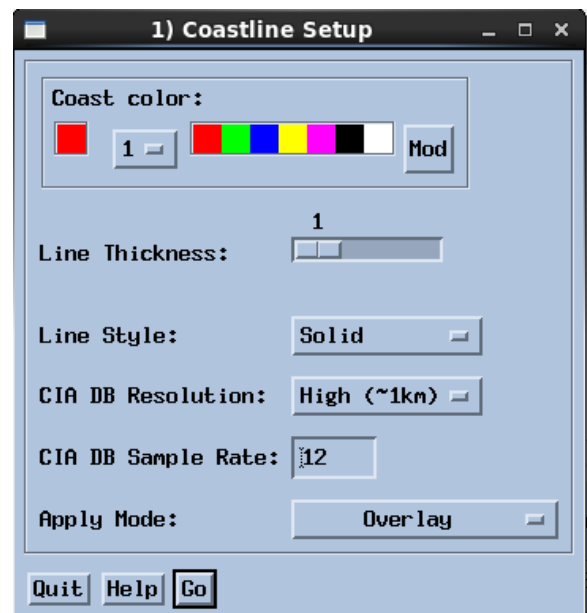 1) Coastline Setup
Coast color:
1 Mod
1
Line Thickness:
Line Style: Solid
CIA DB Resolution: High (~1km)
CIA DB Sample Rate: 12
Apply Mode: Overlay
Quit Help Go